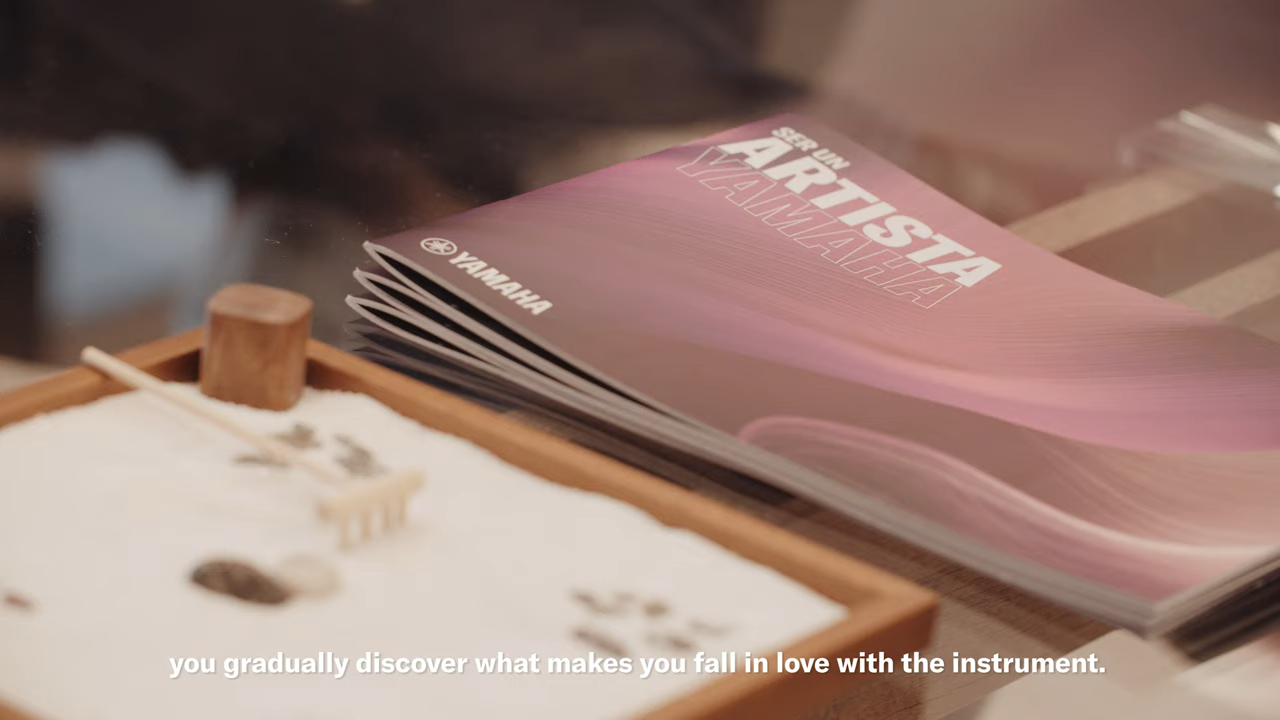 SER UN
ARTISTA
YAMAHA
YAMAHA
you gradually discover what makes you fall in love with the instrument.